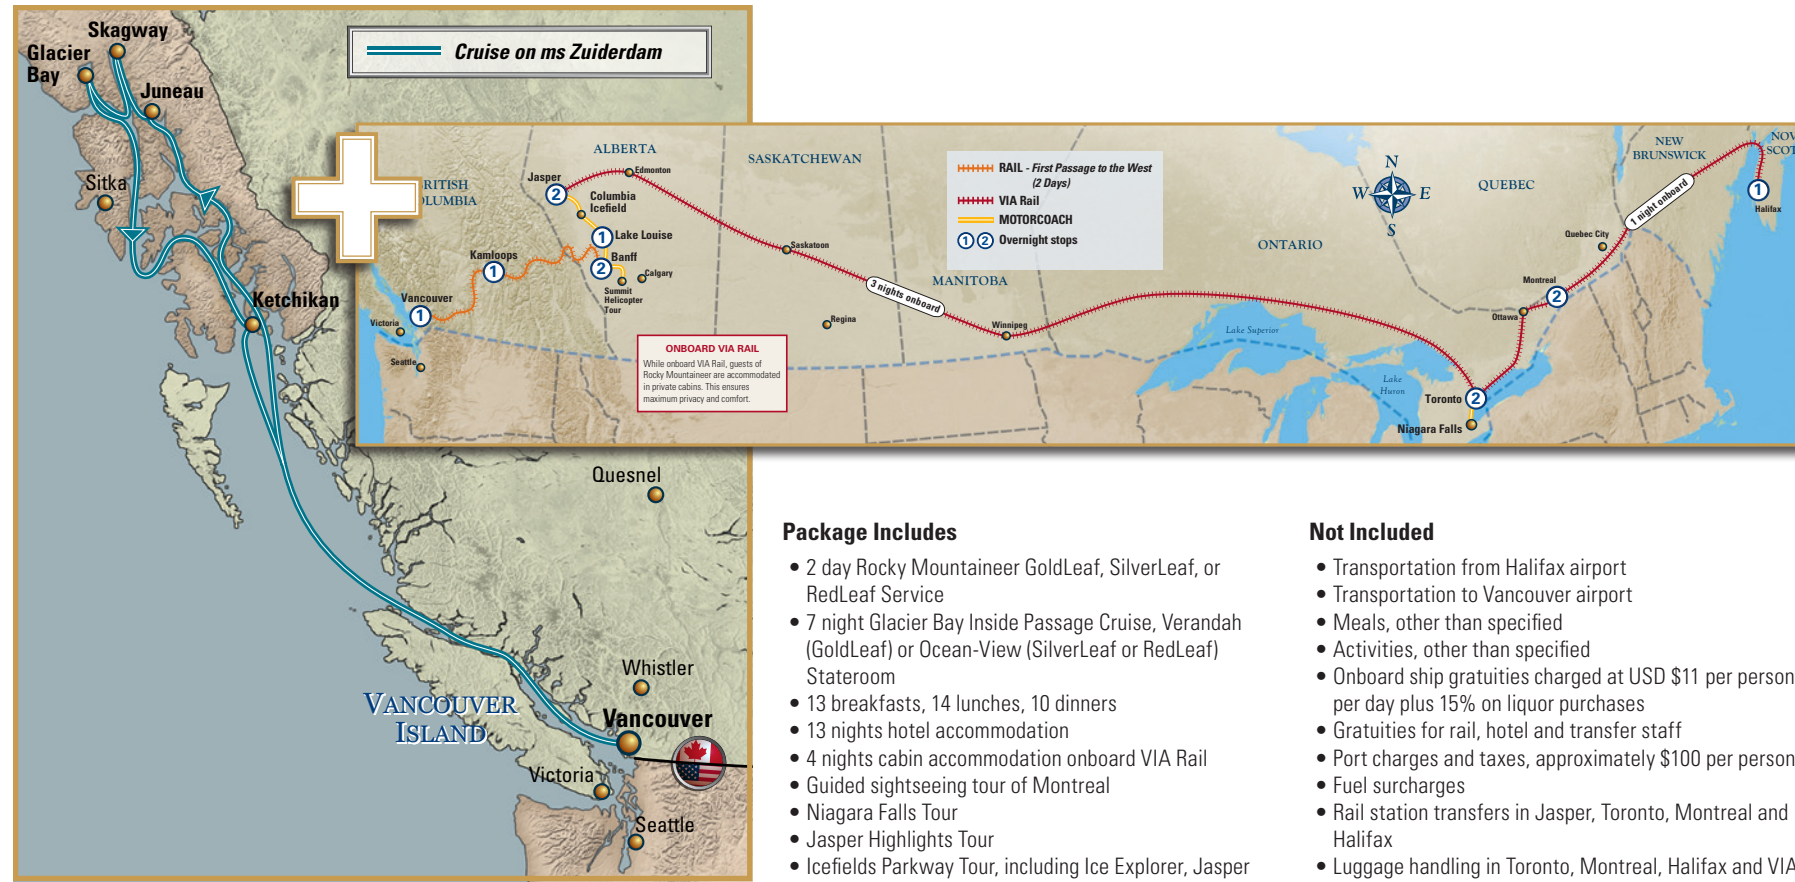 Skagway
Glacier
Bay
Juneau
Sitka
Ketchikan
Cruise on ms Zuiderdam
Quesnel
Whistler
VANCOUVER
ISLAND
Vancouver
Victoria
Seattle
ALBERTA
SASKATCHEWAN
MANITOBA
ONTARIO
QUEBEC
NEW
BRUNSWICK
Jasper
2
Edmonton
Columbia
Icefield
1
Lake Louise
Banff
2
Calgary
Summit
Helicopter
Tour
Kamloops
1
Vancouver
1
Victoria
Seattle
Saskatoon
3 nights onboard
Regina
Winnipeg
RAIL - First Passage to the West
(2 Days)
VIA Rail
MOTORCOACH
1 2 Overnight stops
N
W E
S
Lake Superior
Lake
Huron
Toronto
2
Niagara Falls
Ottawa
Montreal
2
Quebec City
1 night onboard
1
Halifax
ONBOARD VIA RAIL
While onboard VIA Rail, guests of
Rocky Mountaineer are accommodated
in private cabins. This ensures
maximum privacy and comfort.
Package Includes
• 2 day Rocky Mountaineer GoldLeaf, SilverLeaf, or
RedLeaf Service
• 7 night Glacier Bay Inside Passage Cruise, Verandah
(GoldLeaf) or Ocean-View (SilverLeaf or RedLeaf)
Stateroom
• 13 breakfasts, 14 lunches, 10 dinners
• 13 nights hotel accommodation
• 4 nights cabin accommodation onboard VIA Rail
• Guided sightseeing tour of Montreal
• Niagara Falls Tour
• Jasper Highlights Tour
• Icefields Parkway Tour, including Ice Explorer, Jasper
Not Included
• Transportation from Halifax airport
• Transportation to Vancouver airport
• Meals, other than specified
• Activities, other than specified
• Onboard ship gratuities charged at USD $11 per person
per day plus 15% on liquor purchases
• Gratuities for rail, hotel and transfer staff
• Port charges and taxes, approximately $100 per person
• Fuel surcharges
• Rail station transfers in Jasper, Toronto, Montreal and
Halifax
• Luggage handling in Toronto, Montreal, Halifax and VIA